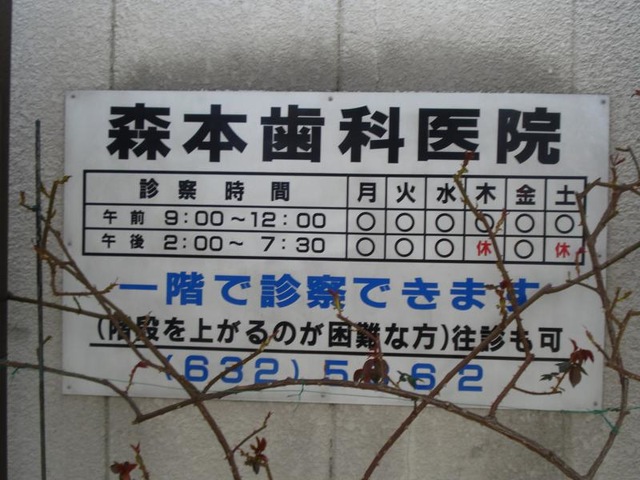 森本歯科医院
診察時間 月 火 水 木 金 土
午前 9:00～12:00 ○ ○ ○ ○ ○ ○
午後 2:00～ 7:30 ○ ○ ○ 休 ○ 休
一階で診察できます
(階段を上がるのが困難な方)往診も可